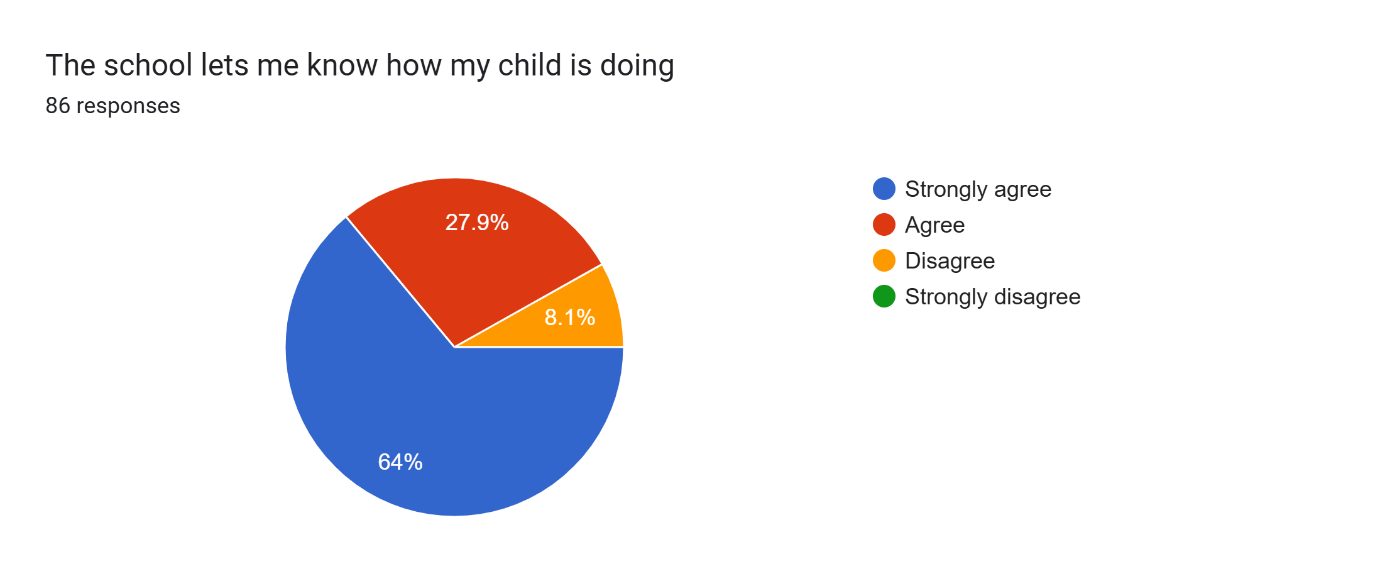 The school lets me know how my child is doing
86 responses
Strongly agree
Agree
Disagree
Strongly disagree
27.9%
8.1%
64%